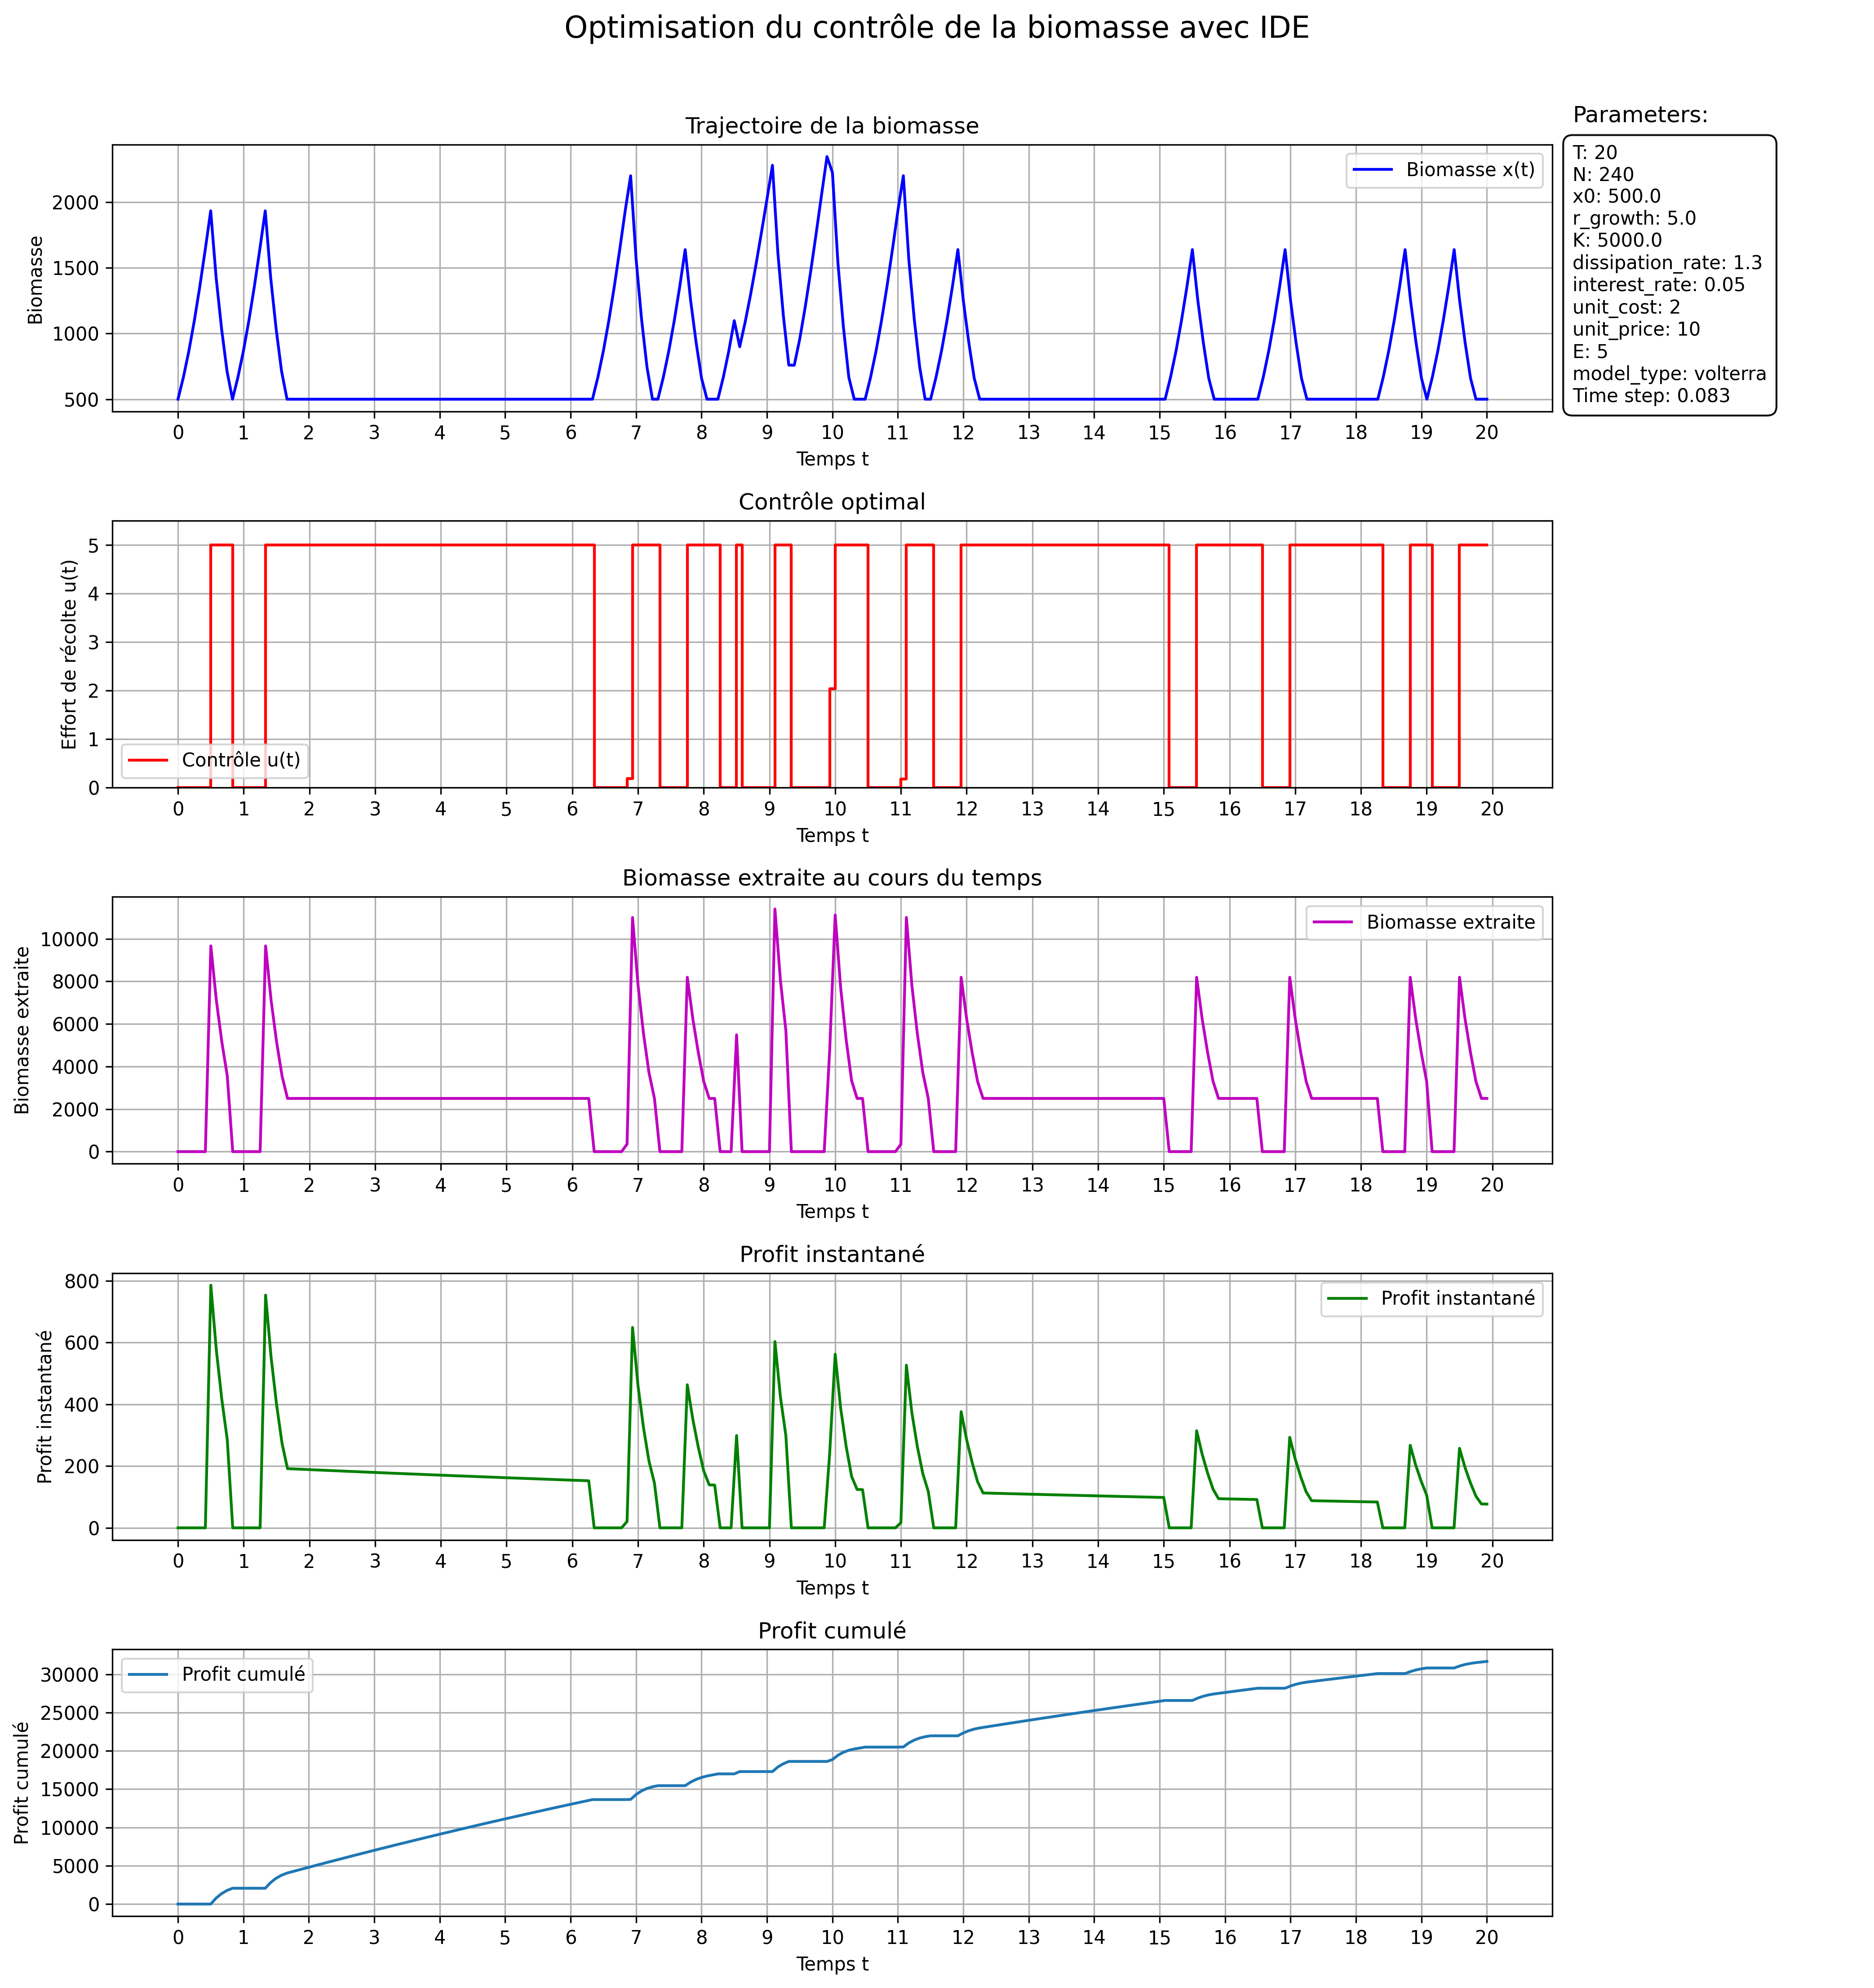 Optimisation du contrôle de la biomasse avec IDE
Parameters:
T: 20
N: 240
x0: 500.0
r_growth: 5.0
K: 5000.0
dissipation_rate: 1.3
interest_rate: 0.05
unit_cost: 2
unit_price: 10
E: 5
model_type: volterra
Time step: 0.083
Trajectoire de la biomasse
Biomasse x(t)
Biomasse
2000
1500
1000
500
0 1 2 3 4 5 6 7 8 9 10 11 12 13 14 15 16 17 18 19 20
Temps t
Contrôle optimal
Contrôle u(t)
Effort de récolte u(t)
5
4
3
2
1
0
0 1 2 3 4 5 6 7 8 9 10 11 12 13 14 15 16 17 18 19 20
Temps t
Biomasse extraite au cours du temps
Biomasse extraite
Biomasse extraite
10000
8000
6000
4000
2000
0
0 1 2 3 4 5 6 7 8 9 10 11 12 13 14 15 16 17 18 19 20
Temps t
Profit instantané
Profit instantané
Profit instantané
800
600
400
200
0
0 1 2 3 4 5 6 7 8 9 10 11 12 13 14 15 16 17 18 19 20
Temps t
Profit cumulé
Profit cumulé
Profit cumulé
30000
25000
20000
15000
10000
5000
0
0 1 2 3 4 5 6 7 8 9 10 11 12 13 14 15 16 17 18 19 20
Temps t